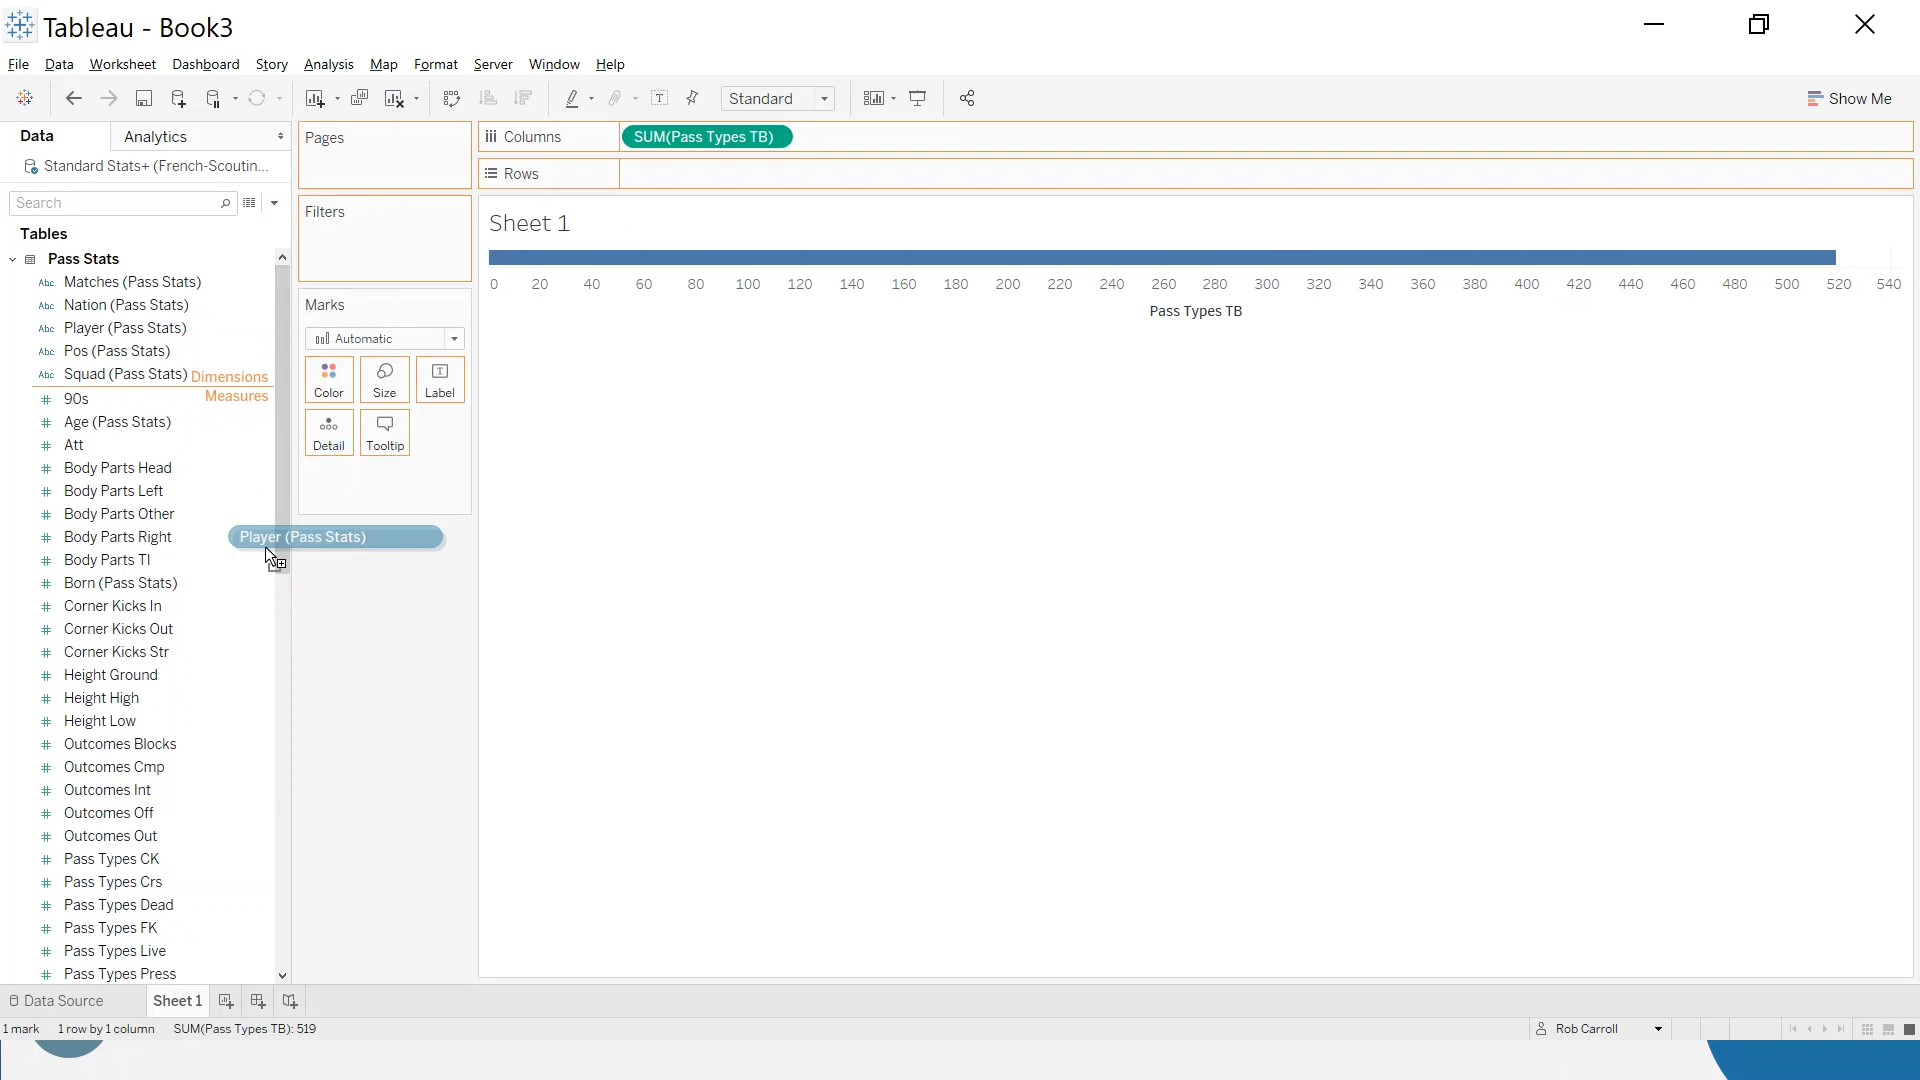 Tableau - Book3
File Data Worksheet Dashboard Story Analysis Map Format Server Window Help
Standard
Show Me
Data
Analytics
Standard Stats+ (French-Scoutin...
Search
Tables
Pass Stats
Abc Matches (Pass Stats)
Abc Nation (Pass Stats)
Abc Player (Pass Stats)
Abc Pos (Pass Stats)
Abc Squad (Pass Stats)
Dimensions
Measures
# 90s
# Age (Pass Stats)
# Att
# Body Parts Head
# Body Parts Left
# Body Parts Other
# Body Parts Right
# Body Parts TI
# Born (Pass Stats)
# Corner Kicks In
# Corner Kicks Out
# Corner Kicks Str
# Height Ground
# Height High
# Height Low
# Outcomes Blocks
# Outcomes Cmp
# Outcomes Int
# Outcomes Off
# Outcomes Out
# Pass Types CK
# Pass Types Crs
# Pass Types Dead
# Pass Types FK
# Pass Types Live
# Pass Types Press
Player (Pass Stats)
Pages
Filters
Marks
Automatic
Color
Size
Label
Detail
Tooltip
Columns
SUM(Pass Types TB)
Rows
Sheet 1
0 20 40 60 80 100 120 140 160 180 200 220 240 260 280 300 320 340 360 380 400 420 440 460 480 500 520 540
Pass Types TB
Data Source
Sheet 1
1 mark 1 row by 1 column SUM(Pass Types TB): 519
Rob Carroll